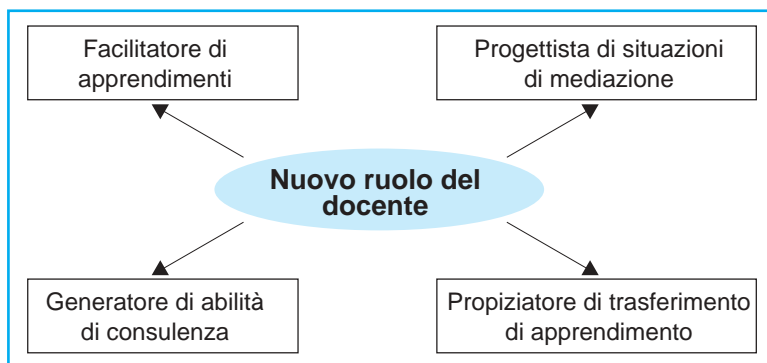 Facilitatore di
apprendimenti
Progettista di situazioni
di mediazione
Nuovo ruolo del
docente
Generatore di abilità
di consulenza
Propiziatore di trasferimento
di apprendimento